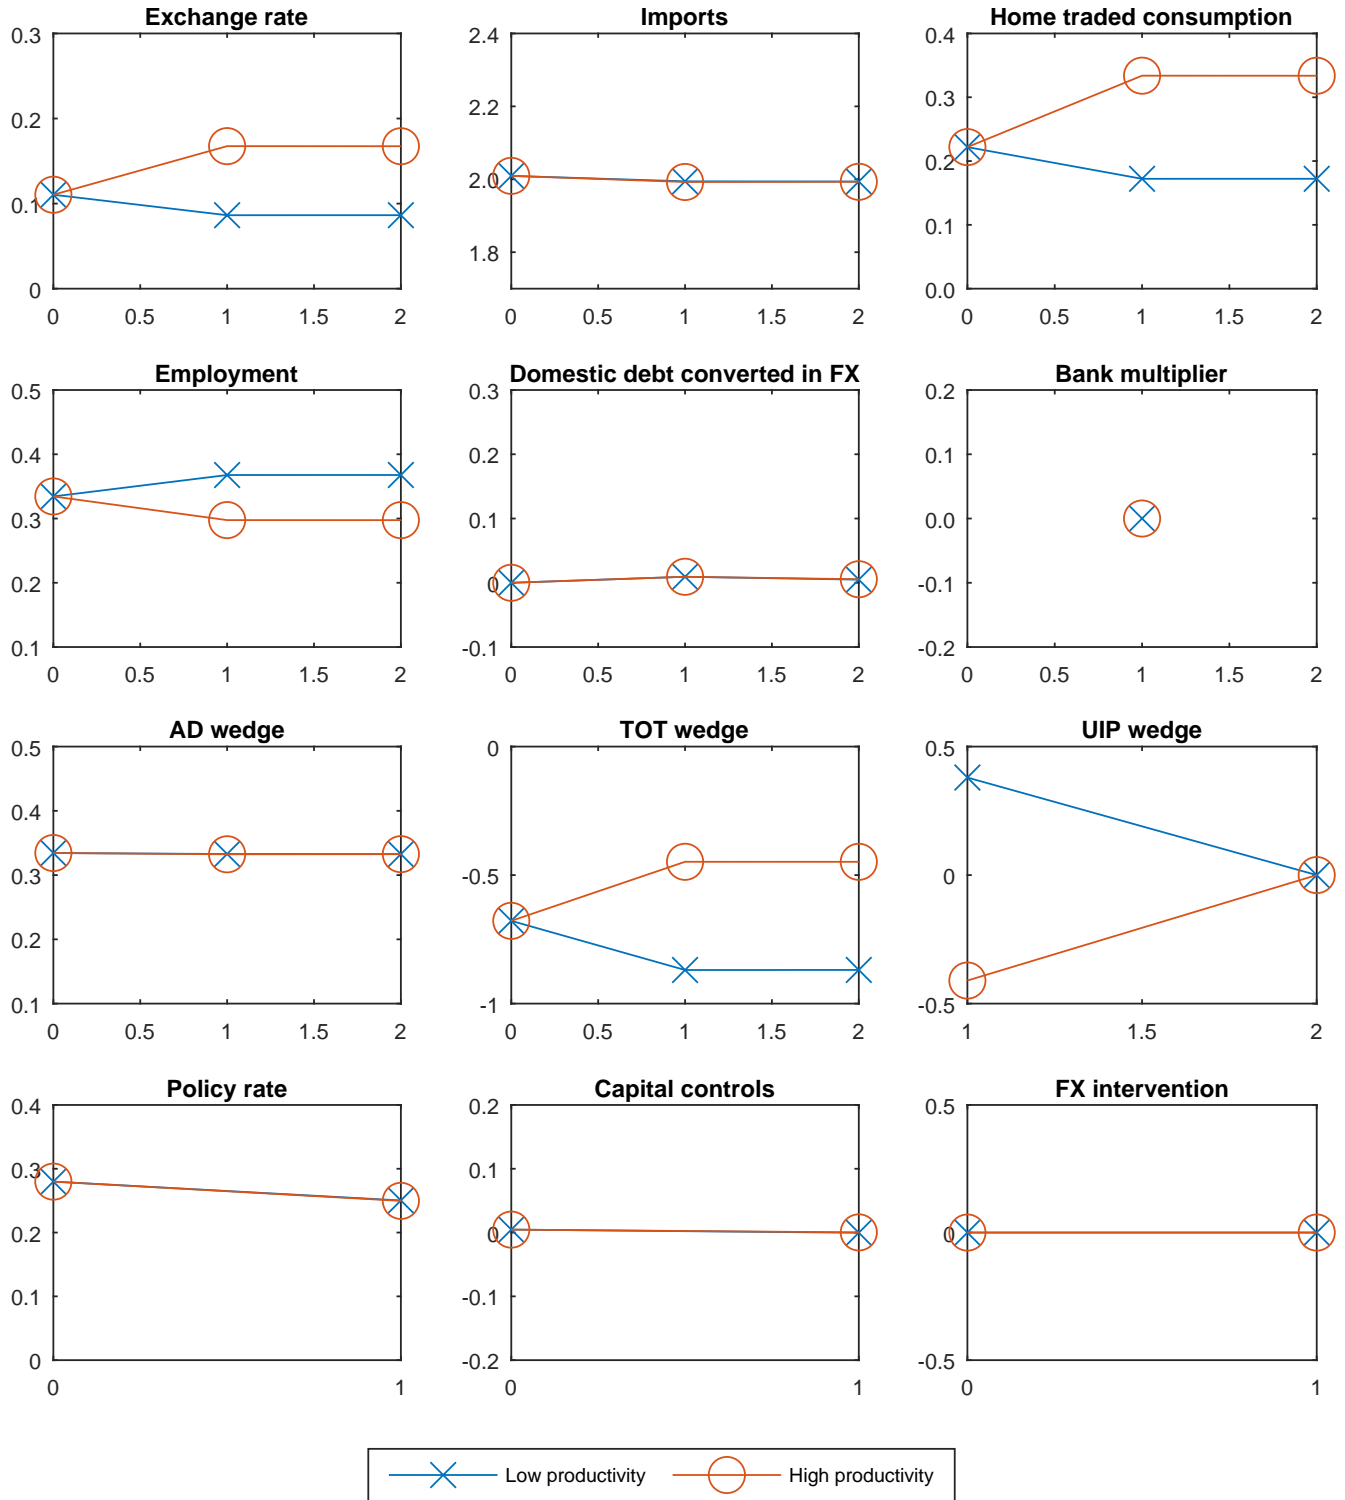 Exchange rate
0.3
0.2
0.1
0
0 0.5 1 1.5 2
Imports
2.4
2.2
2.0
1.8
0 0.5 1 1.5 2
Home traded consumption
0.4
0.3
0.2
0.1
0.0
0 0.5 1 1.5 2
Employment
0.5
0.4
0.3
0.2
0.1
0 0.5 1 1.5 2
Domestic debt converted in FX
0.3
0.2
0.1
0
-0.1
0 0.5 1 1.5 2
Bank multiplier
0.2
0.1
0.0
-0.1
-0.2
0 0.5 1 1.5 2
AD wedge
0.5
0.4
0.3
0.2
0.1
0 0.5 1 1.5 2
TOT wedge
0
-0.5
-1
0 0.5 1 1.5 2
UIP wedge
0.5
0
-0.5
1 1.5 2
Policy rate
0.4
0.3
0.2
0.1
0
0 1
Capital controls
0.2
0.1
0
-0.1
-0.2
0 1
FX intervention
0.5
0
-0.5
0 1
Low productivity High productivity